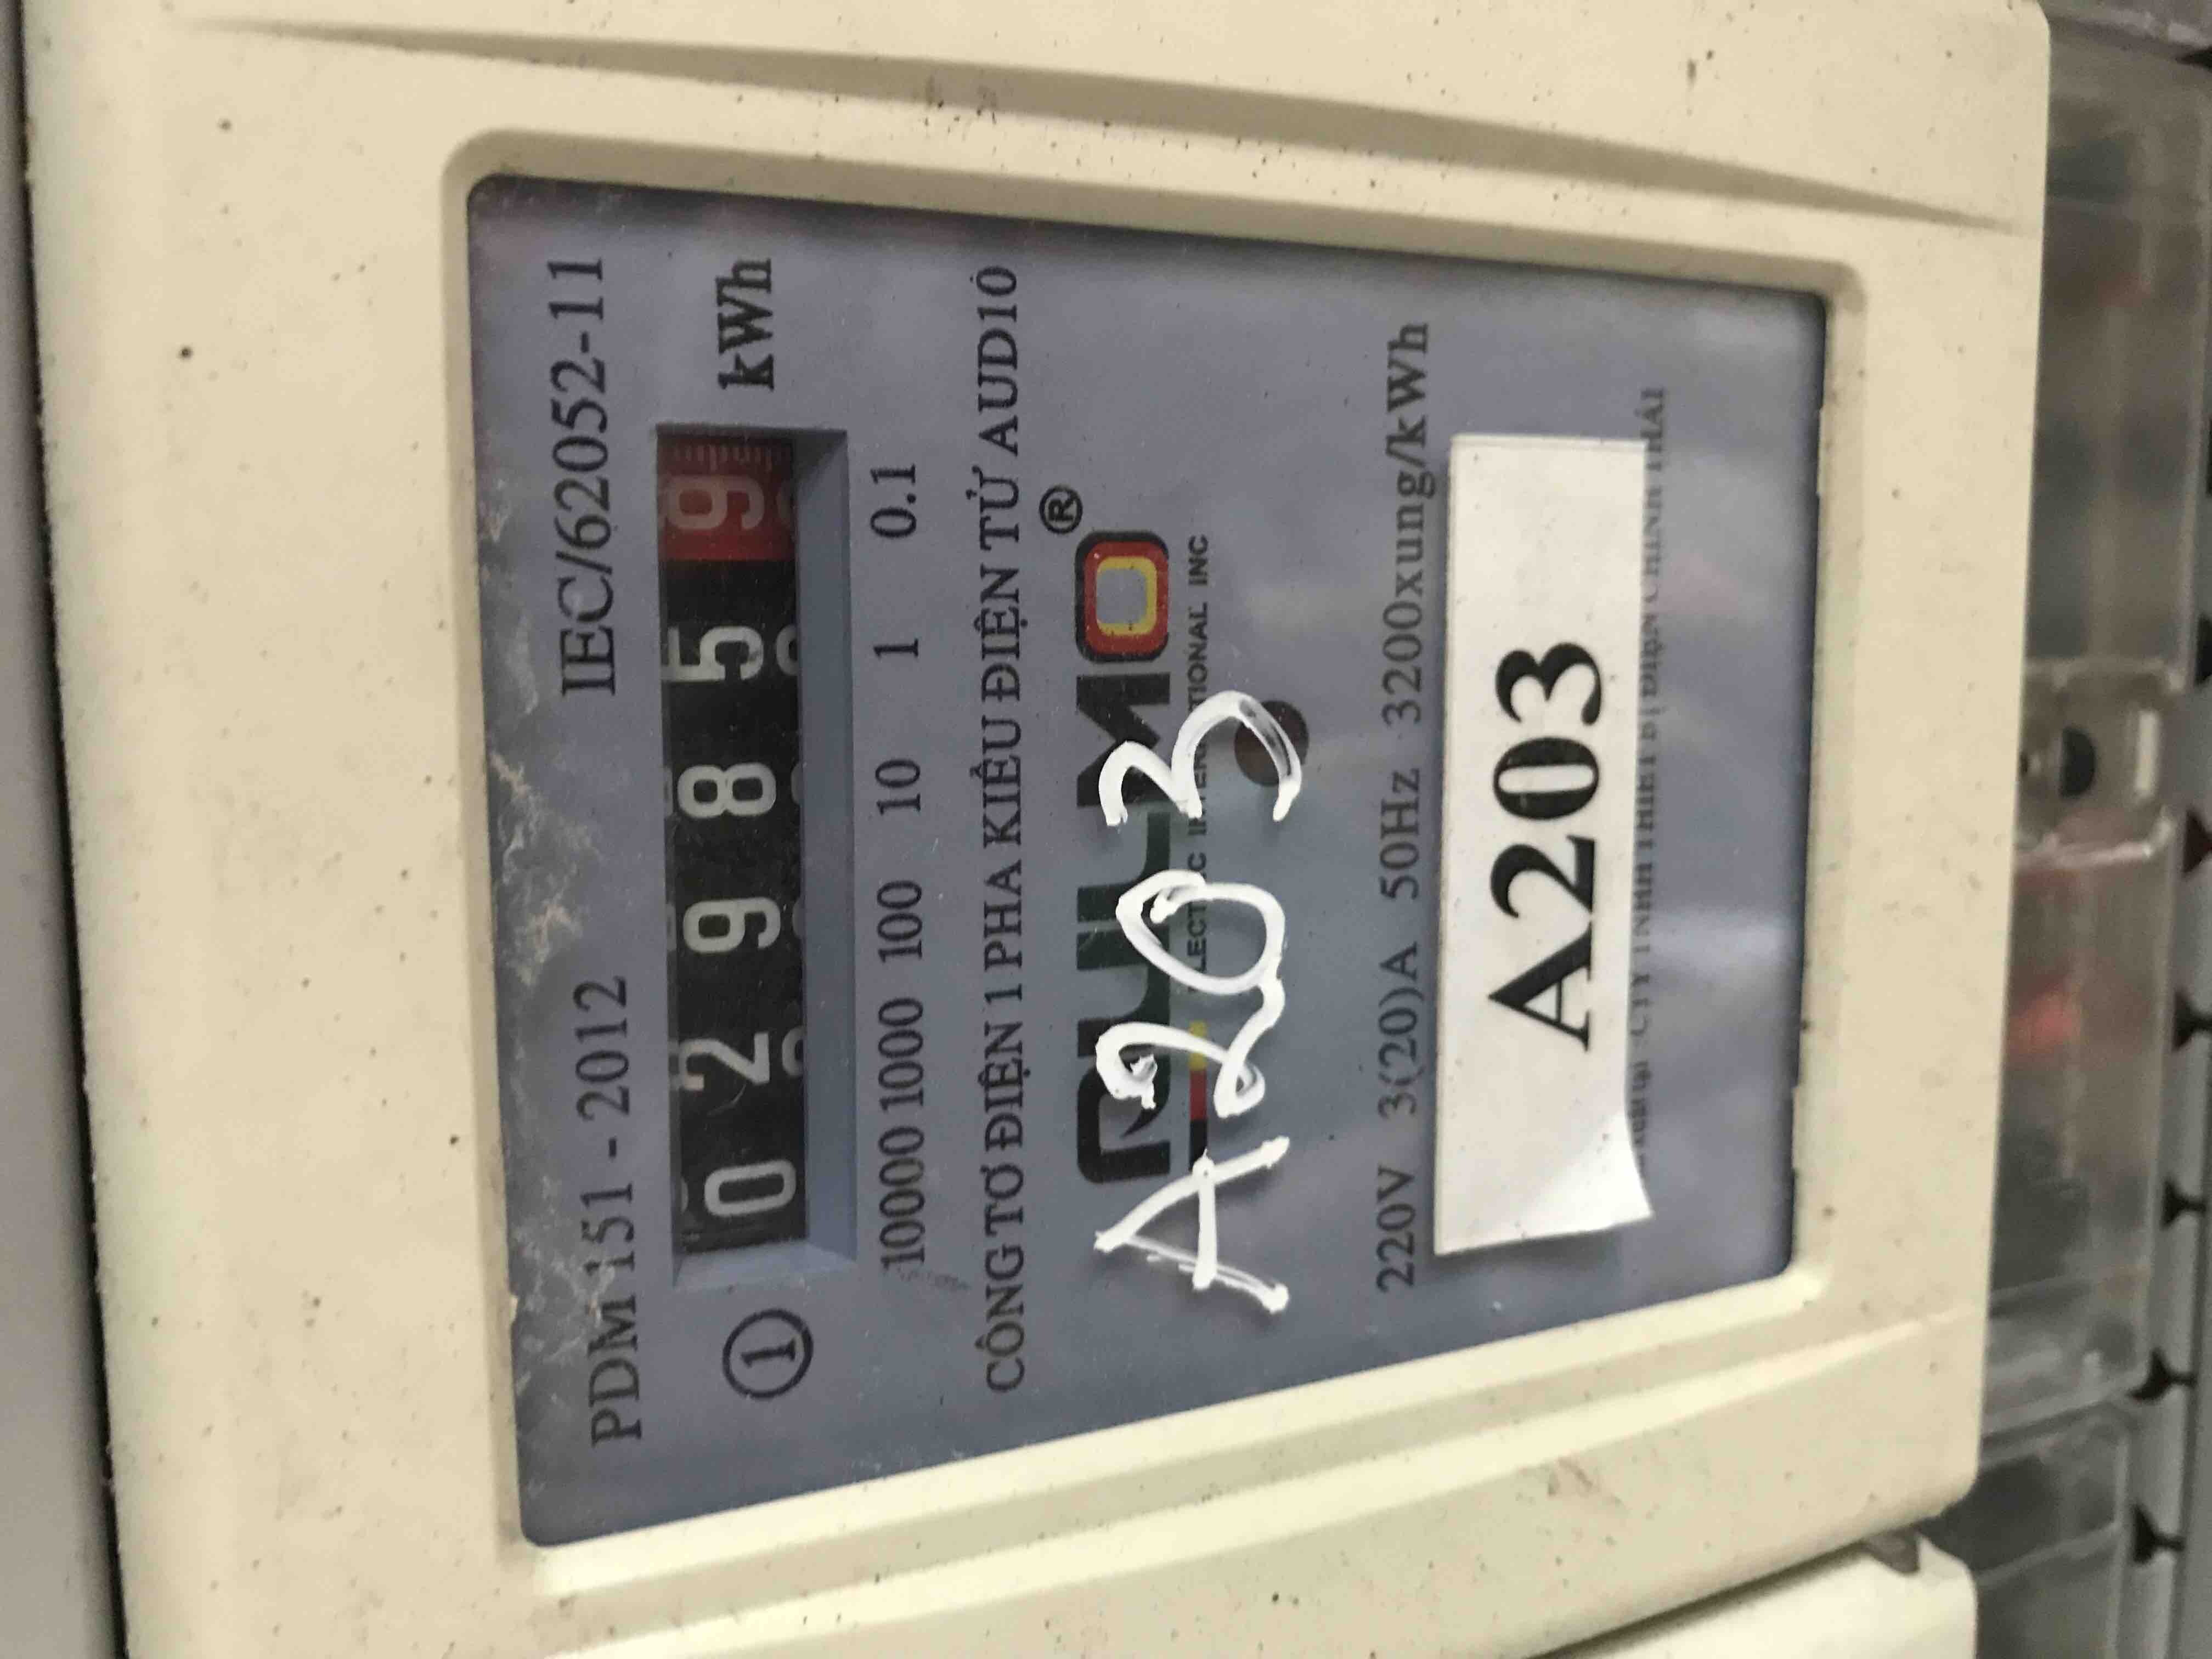 PDM 151 - 2012 IEC/62052-11
① 0 2 9 8 5 9 kWh
10000 1000 100 10 1 0.1
CÔNG TƠ ĐIỆN 1 PHA KIỂU ĐIỆN TỬ AUD10
®
A203
220V 3(20)A 50Hz 3200xung/kWh
A203